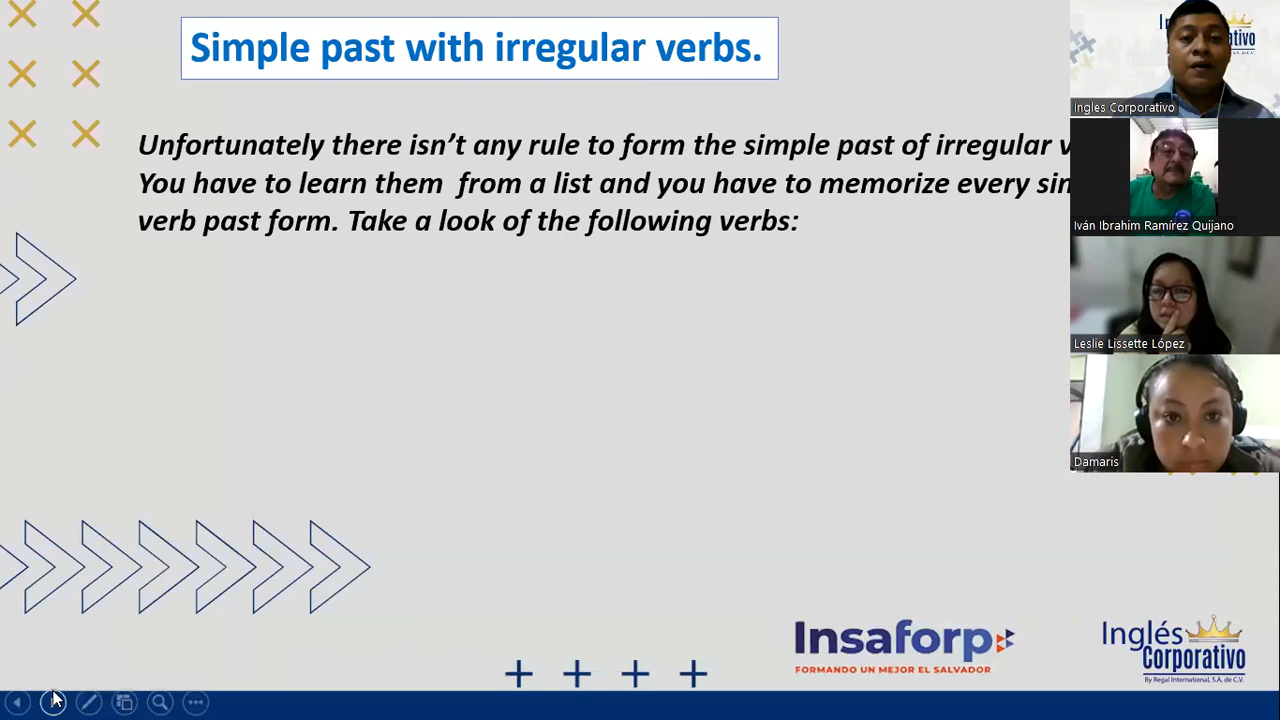 Simple past with irregular verbs.
Unfortunately there isn't any rule to form the simple past of irregular
You have to learn them from a list and you have to memorize every
verb past form. Take a look of the following verbs:
Ingles Corporativo
Iván Ibrahim Ramírez Quijano
Leslie Lissette López
Damaris
Insaforp
FORMANDO UN MEJOR EL SALVADOR
Inglés
Corporativo
By Regal International, S.A. de C.V.